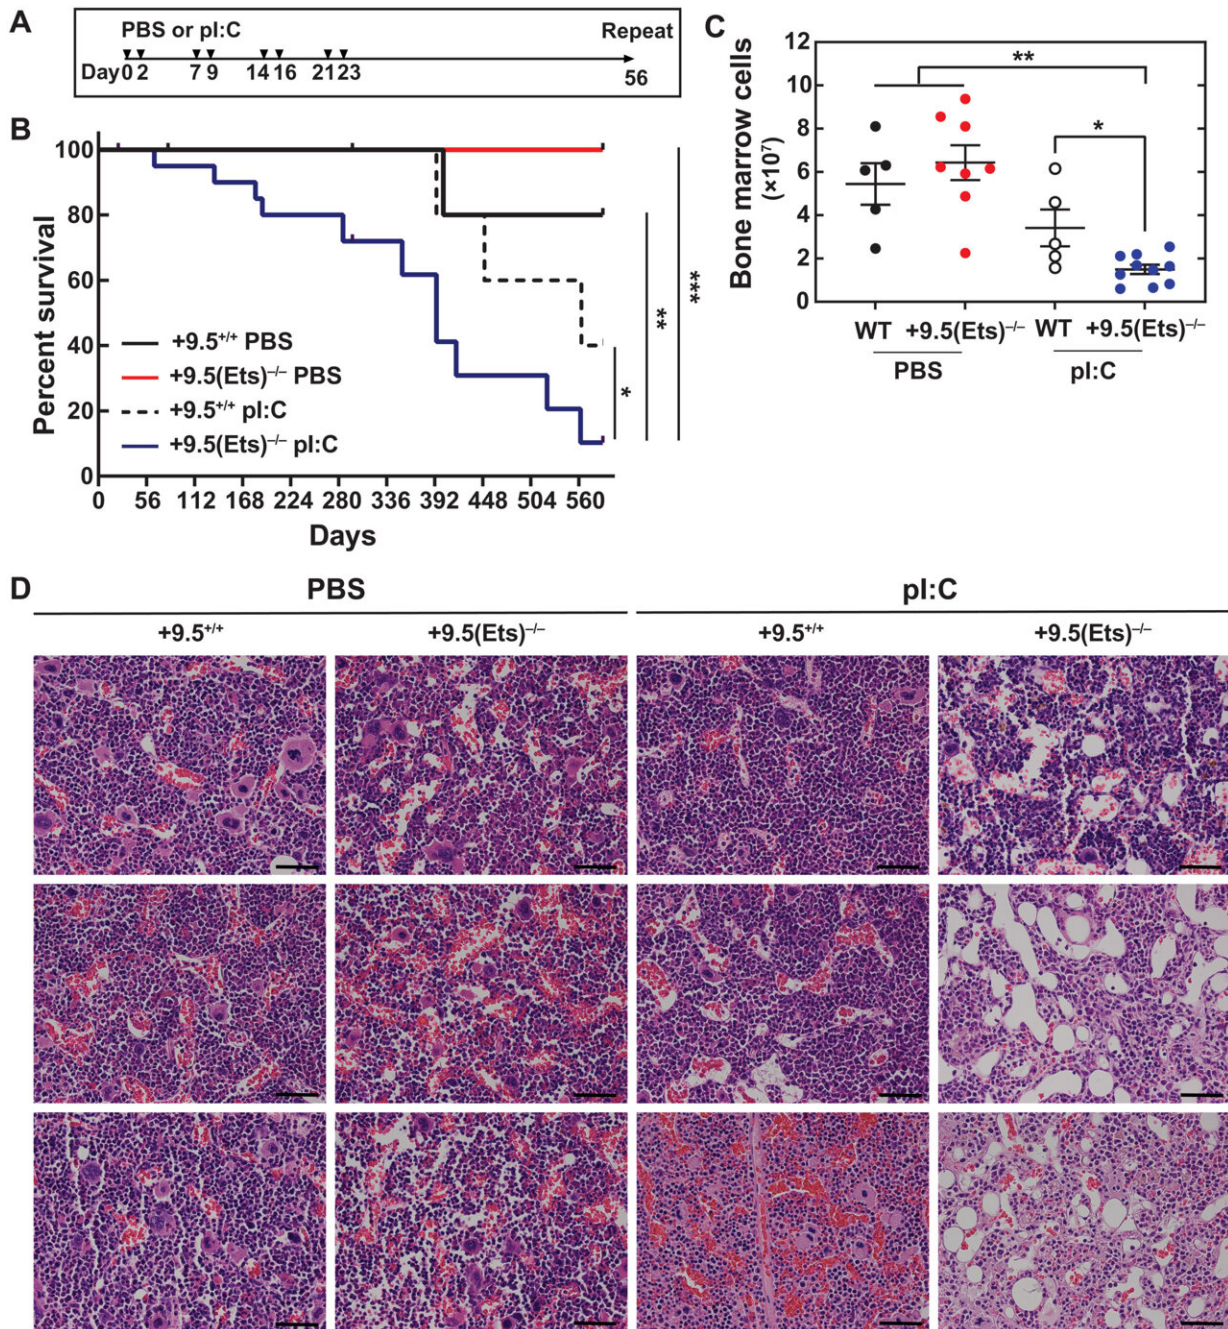 A
PBS or pI:C
Repeat
Day 0 2 7 9 14 16 21 23
56
B
100
80
60
40
20
0
Percent survival
+9.5+/+ PBS
+9.5(Ets)–/– PBS
+9.5+/+ pI:C
+9.5(Ets)–/– pI:C
0 56 112 168 224 280 336 392 448 504 560
Days
*
**
***
C
12
10
8
6
4
2
0
Bone marrow cells
(×10⁷)
**
*
WT +9.5(Ets)–/– WT +9.5(Ets)–/–
PBS pI:C
D
PBS pI:C
+9.5+/+ +9.5(Ets)–/– +9.5+/+ +9.5(Ets)–/–